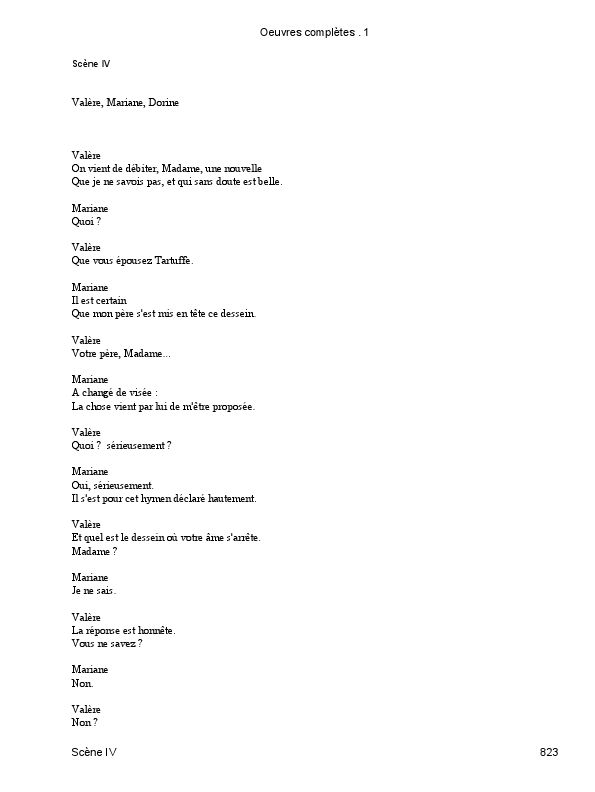 Oeuvres complètes . 1
Scène IV
Valère, Mariane, Dorine
Valère
On vient de débiter, Madame, une nouvelle
Que je ne savois pas, et qui sans doute est belle.
Mariane
Quoi ?
Valère
Que vous épousez Tartuffe.
Mariane
Il est certain
Que mon père s'est mis en tête ce dessein.
Valère
Votre père, Madame...
Mariane
A changé de visée :
La chose vient par lui de m'être proposée.
Valère
Quoi ?  sérieusement ?
Mariane
Oui, sérieusement.
Il s'est pour cet hymen déclaré hautement.
Valère
Et quel est le dessein où votre âme s'arrête.
Madame ?
Mariane
Je ne sais.
Valère
La réponse est honnête.
Vous ne savez ?
Mariane
Non.
Valère
Non ?
Scène IV
823